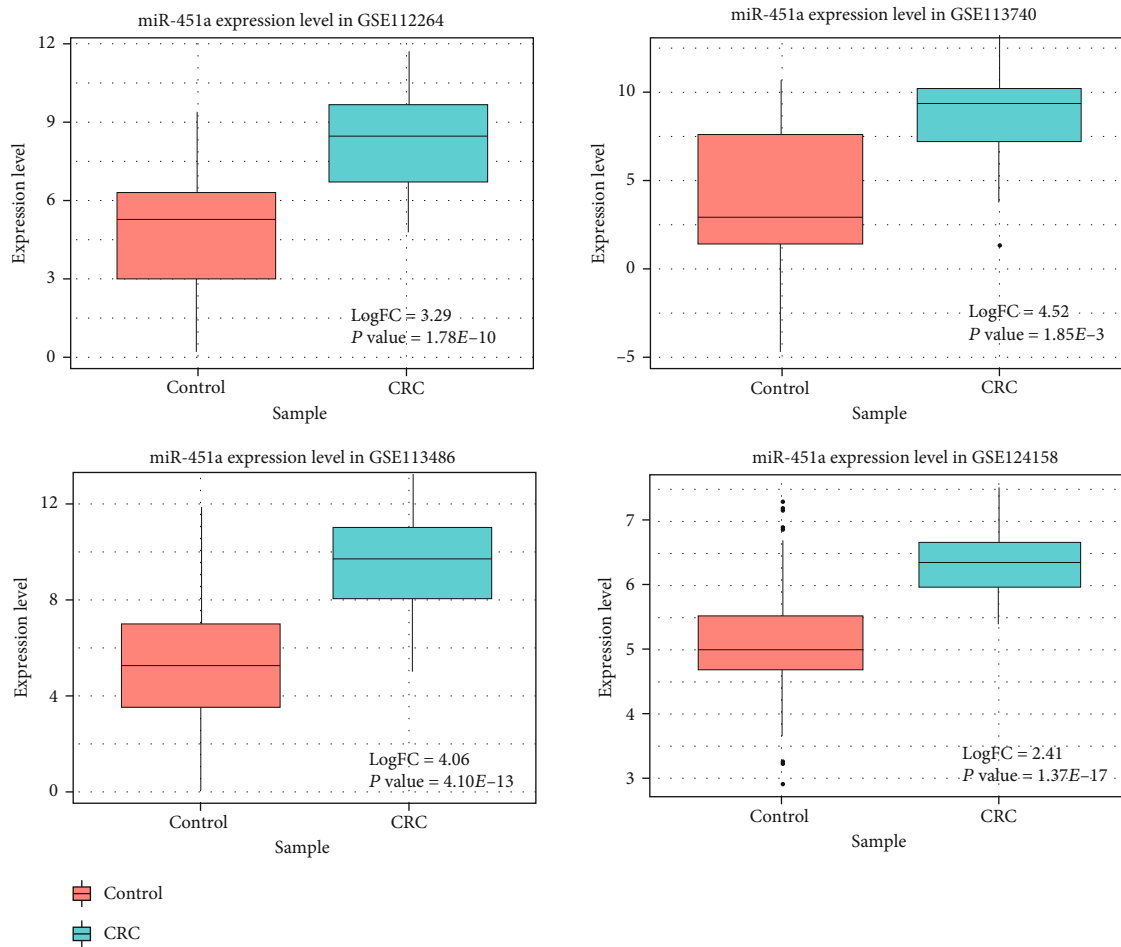 miR-451a expression level in GSE112264
12
9
6
3
0
Expression level
LogFC = 3.29
P value = 1.78E–10
Control CRC
Sample
miR-451a expression level in GSE113740
10
5
0
–5
Expression level
LogFC = 4.52
P value = 1.85E–3
Control CRC
Sample
miR-451a expression level in GSE113486
12
8
4
0
Expression level
LogFC = 4.06
P value = 4.10E–13
Control CRC
Sample
miR-451a expression level in GSE124158
7
6
5
4
3
Expression level
LogFC = 2.41
P value = 1.37E–17
Control CRC
Sample
Control
CRC